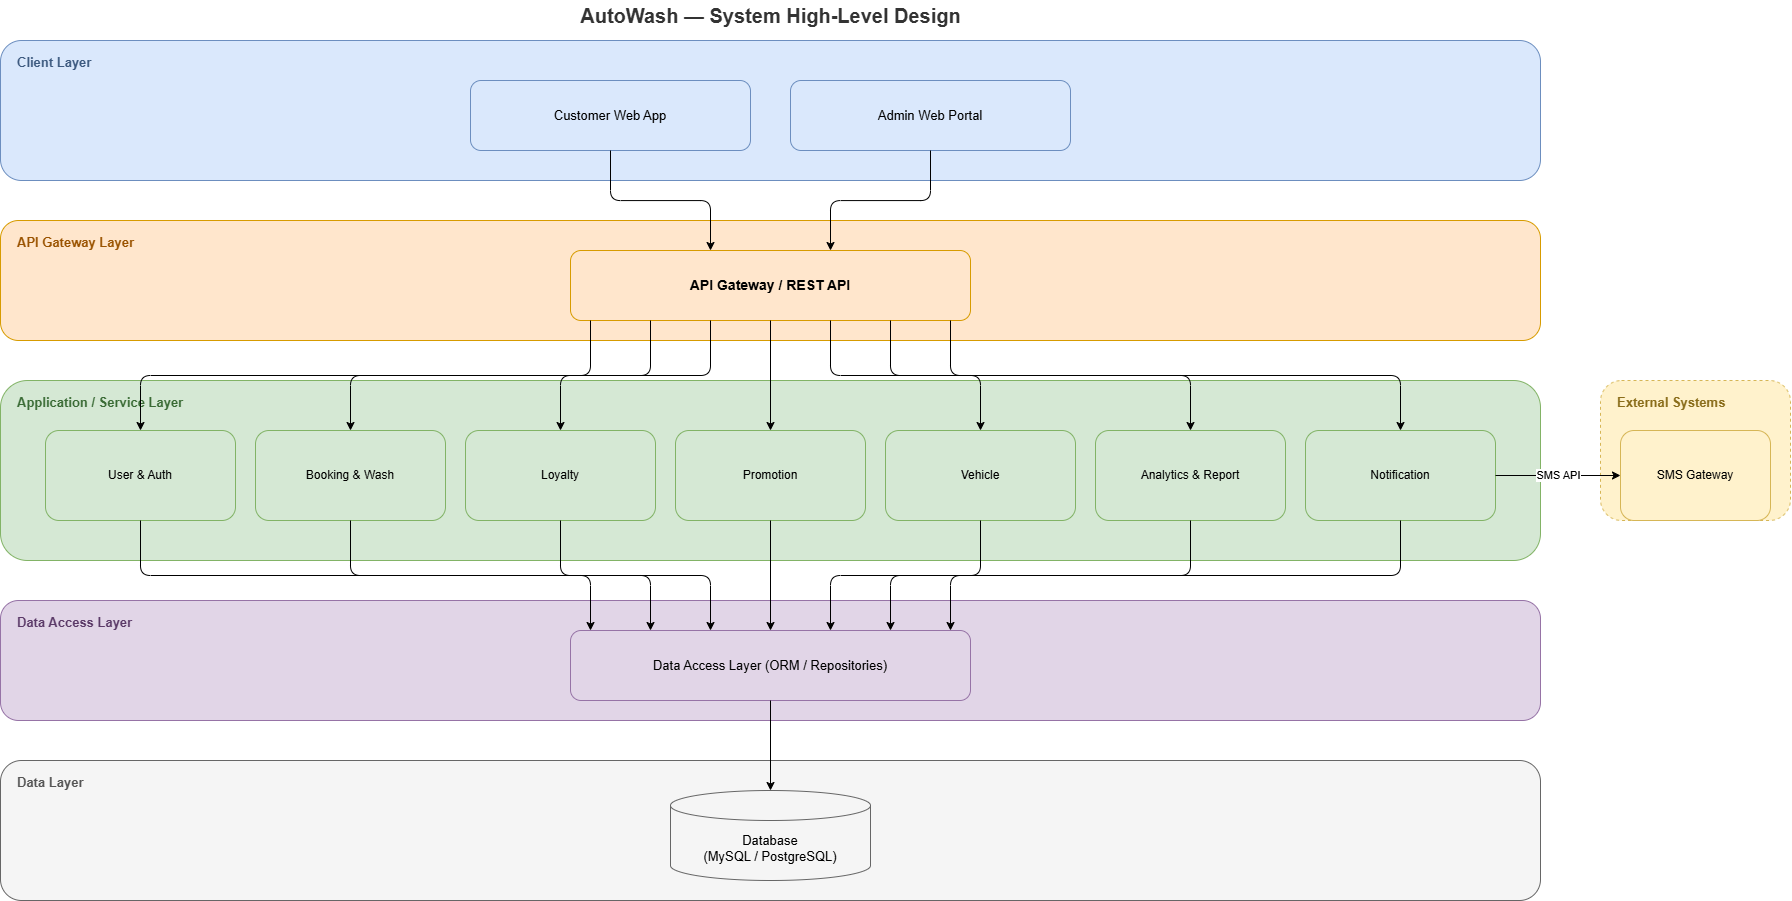 AutoWash — System High-Level Design
Client Layer
Customer Web App
Admin Web Portal
API Gateway Layer
API Gateway / REST API
Application / Service Layer
External Systems
User & Auth
Booking & Wash
Loyalty
Promotion
Vehicle
Analytics & Report
Notification
SMS API
SMS Gateway
Data Access Layer
Data Access Layer (ORM / Repositories)
Data Layer
Database
(MySQL / PostgreSQL)